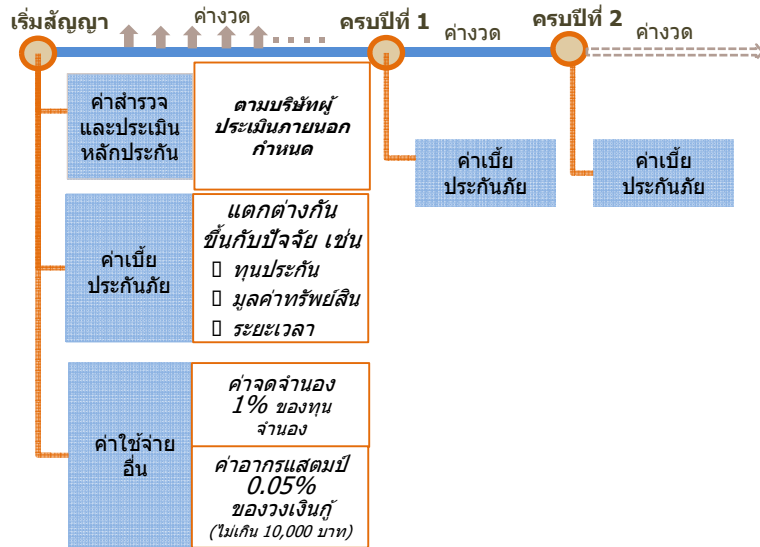 เริ่มสัญญา
ค่างวด
ครบปีที่ 1
ค่างวด
ครบปีที่ 2
ค่างวด
ค่าสำรวจ
และประเมิน
หลักประกัน
ตามบริษัทผู้
ประเมินภายนอก
กำหนด
ค่าเบี้ย
ประกันภัย
ค่าเบี้ย
ประกันภัย
ค่าเบี้ย
ประกันภัย
แตกต่างกัน
ขึ้นกับปัจจัย เช่น
ทุนประกัน
มูลค่าทรัพย์สิน
ระยะเวลา
ค่าใช้จ่าย
อื่น
ค่าจดจำนอง
1% ของทุน
จำนอง
ค่าอากรแสตมป์
0.05%
ของวงเงินกู้
(ไม่เกิน 10,000 บาท)